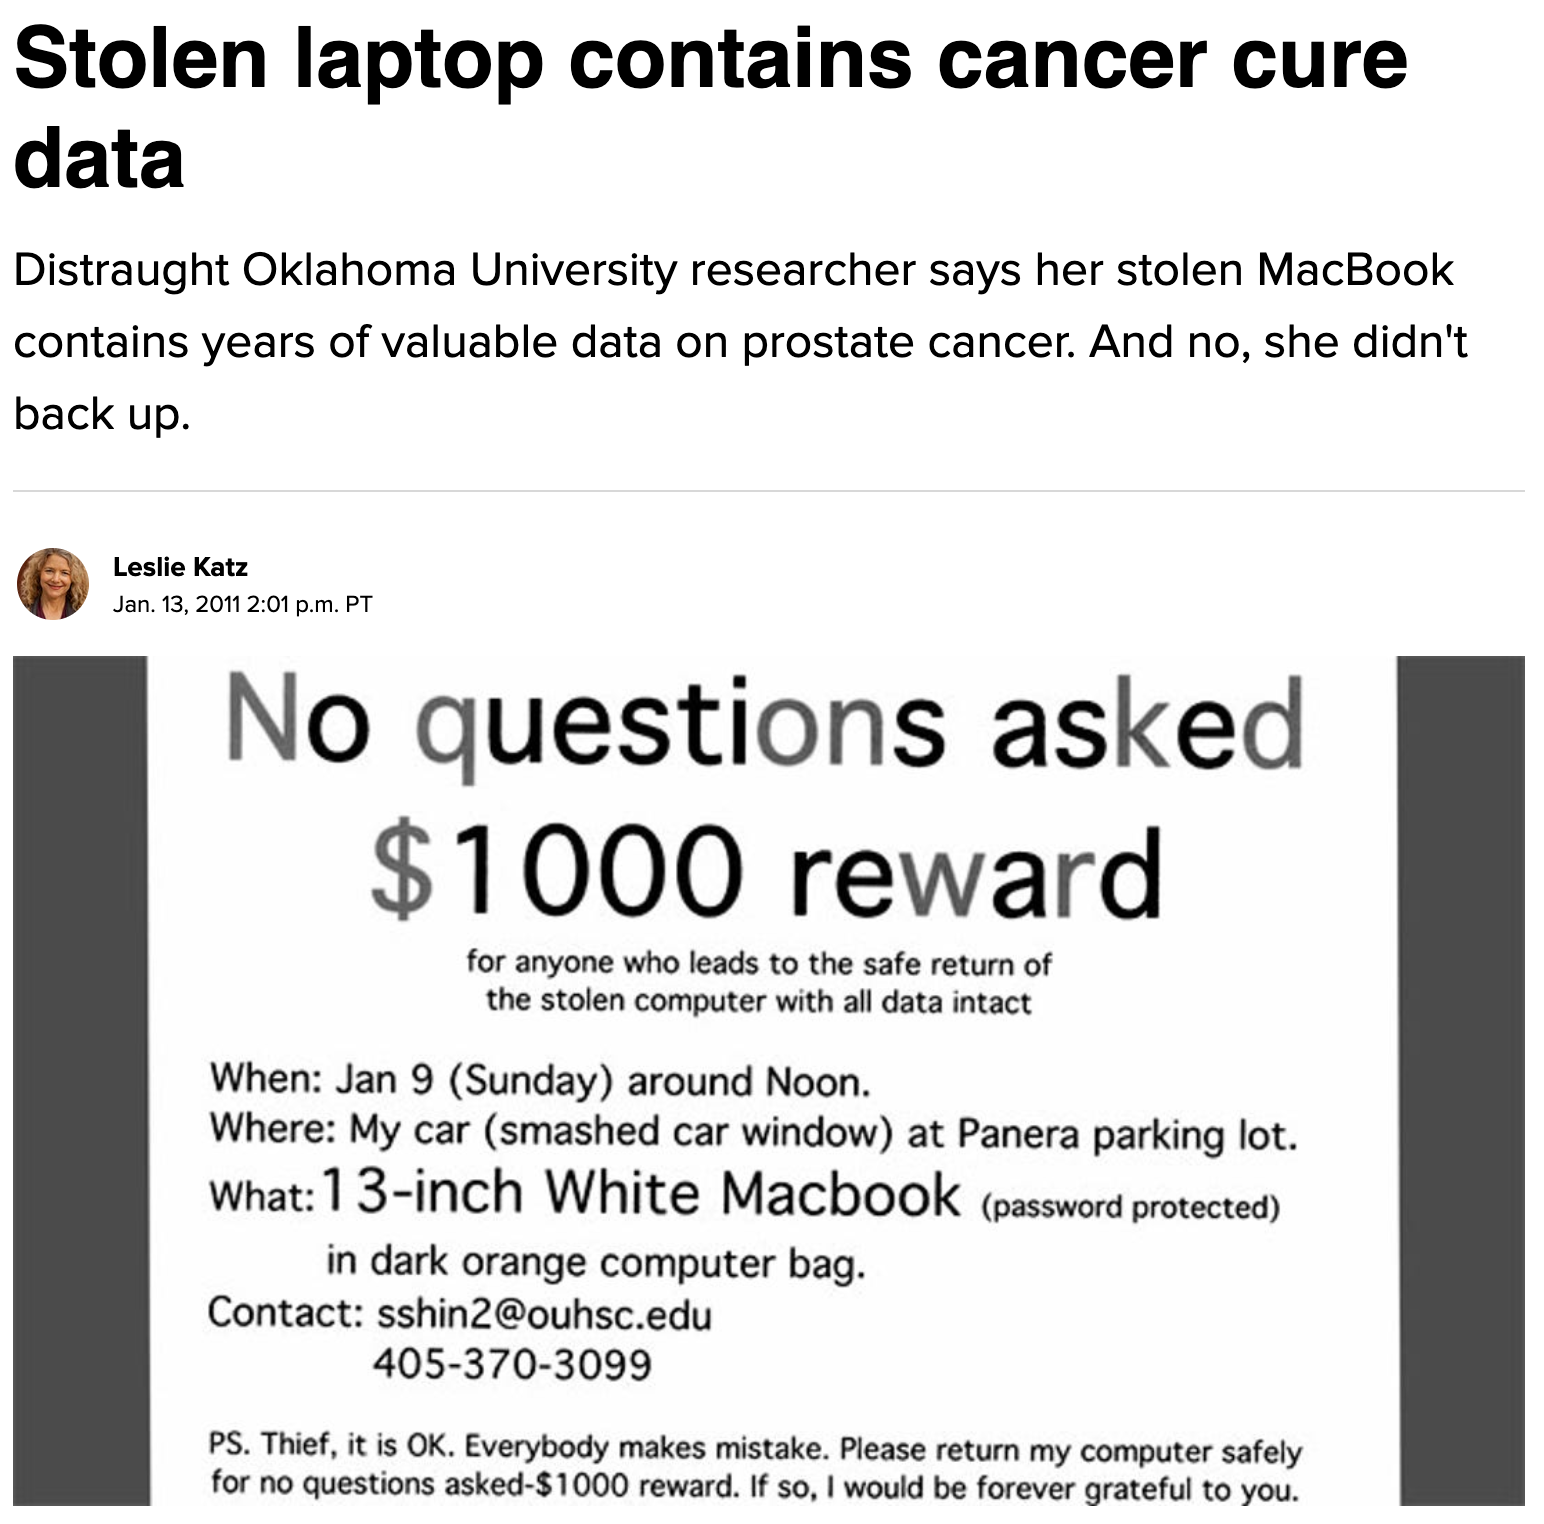 Stolen laptop contains cancer cure
data
Distraught Oklahoma University researcher says her stolen MacBook
contains years of valuable data on prostate cancer. And no, she didn't
back up.
Leslie Katz
Jan. 13, 2011 2:01 p.m. PT
No questions asked
$1000 reward
for anyone who leads to the safe return of
the stolen computer with all data intact
When: Jan 9 (Sunday) around Noon.
Where: My car (smashed car window) at Panera parking lot.
What: 13-inch White Macbook (password protected)
in dark orange computer bag.
Contact: sshin2@ouhsc.edu
405-370-3099
PS. Thief, it is OK. Everybody makes mistake. Please return my computer safely
for no questions asked-$1000 reward. If so, I would be forever grateful to you.